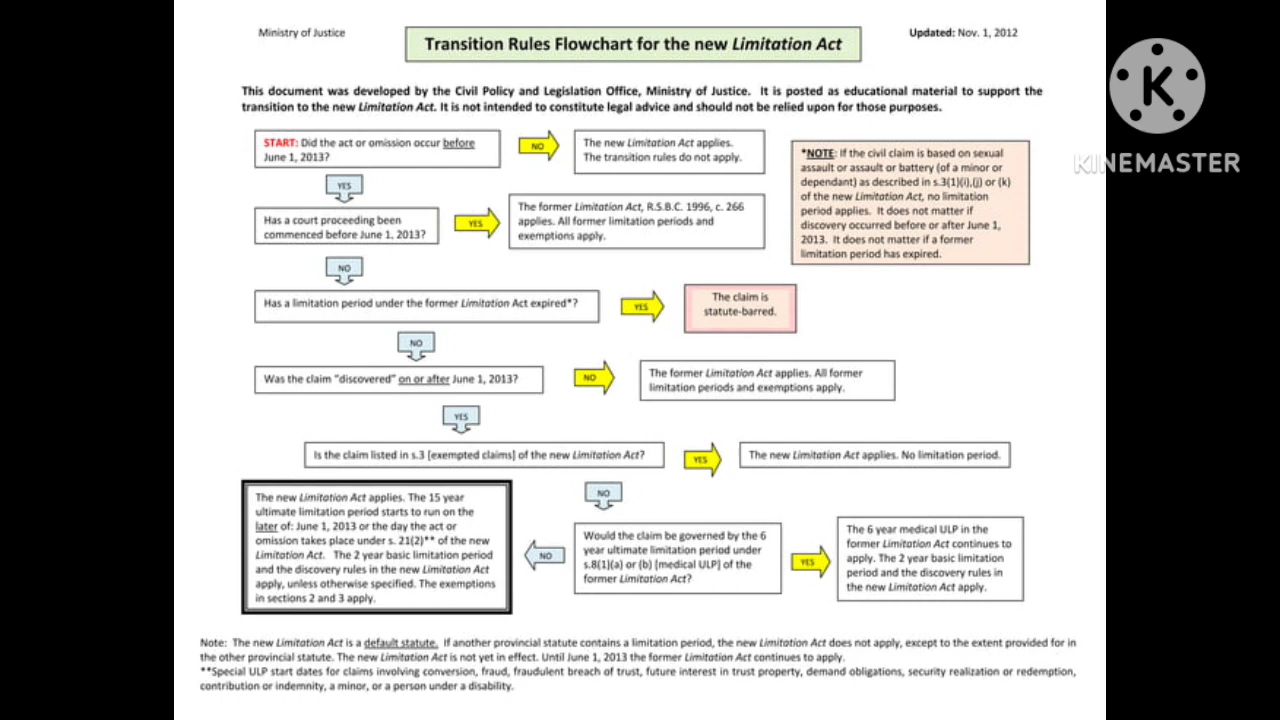 Ministry of Justice
Transition Rules Flowchart for the new Limitation Act
Updated: Nov. 1, 2012
K
KINEMASTER
This document was developed by the Civil Policy and Legislation Office, Ministry of Justice. It is posted as educational material to support the
transition to the new Limitation Act. It is not intended to constitute legal advice and should not be relied upon for those purposes.
START: Did the act or omission occur before
June 1, 2013?
NO
The new Limitation Act applies.
The transition rules do not apply.
*NOTE: If the civil claim is based on sexual
assault or assault or battery (of a minor or
dependant) as described in s.3(1)(i),(j) or (k)
of the new Limitation Act, no limitation
period applies. It does not matter if
discovery occurred before or after June 1,
2013. It does not matter if a former
limitation period has expired.
YES
Has a court proceeding been
commenced before June 1, 2013?
YES
The former Limitation Act, R.S.B.C. 1996, c. 266
applies. All former limitation periods and
exemptions apply.
NO
Has a limitation period under the former Limitation Act expired*?
YES
The claim is
statute-barred.
NO
Was the claim "discovered" on or after June 1, 2013?
NO
The former Limitation Act applies. All former
limitation periods and exemptions apply.
YES
Is the claim listed in s.3 [exempted claims] of the new Limitation Act?
YES
The new Limitation Act applies. No limitation period.
NO
Would the claim be governed by the 6
year ultimate limitation period under
s.8(1)(a) or (b) [medical ULP] of the
former Limitation Act?
YES
The 6 year medical ULP in the
former Limitation Act continues to
apply. The 2 year basic limitation
period and the discovery rules in
the new Limitation Act apply.
NO
The new Limitation Act applies. The 15 year
ultimate limitation period starts to run on the
later of: June 1, 2013 or the day the act or
omission takes place under s. 21(2)** of the new
Limitation Act. The 2 year basic limitation period
and the discovery rules in the new Limitation Act
apply, unless otherwise specified. The exemptions
in sections 2 and 3 apply.
Note: The new Limitation Act is a default statute. If another provincial statute contains a limitation period, the new Limitation Act does not apply, except to the extent provided for in
the other provincial statute. The new Limitation Act is not yet in effect. Until June 1, 2013 the former Limitation Act continues to apply.
**Special ULP start dates for claims involving conversion, fraud, fraudulent breach of trust, future interest in trust property, demand obligations, security realization or redemption,
contribution or indemnity, a minor, or a person under a disability.